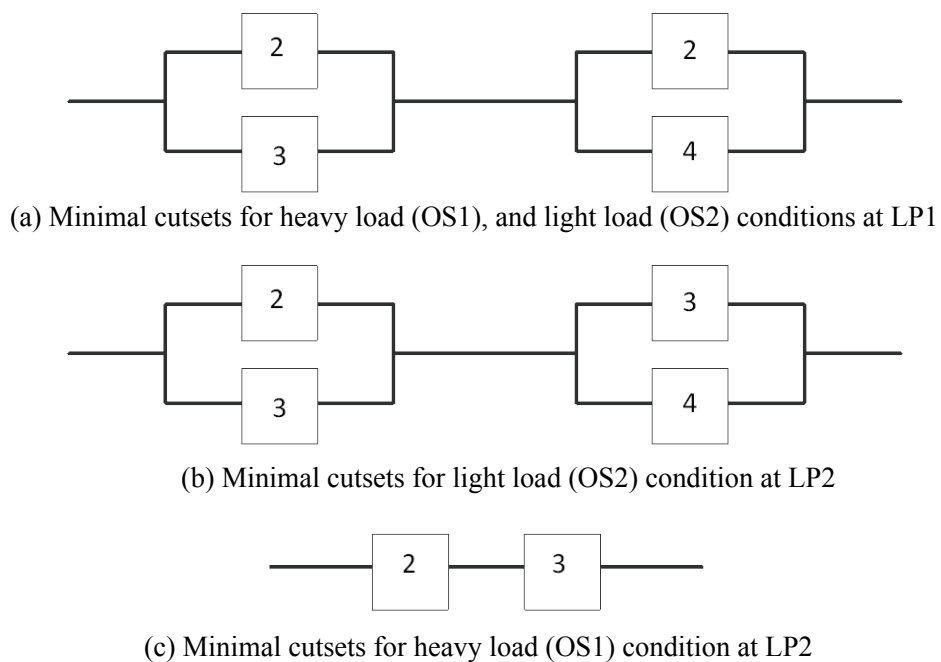 2 2
3 4
(a) Minimal cutsets for heavy load (OS1), and light load (OS2) conditions at LP1
2 3
3 4
(b) Minimal cutsets for light load (OS2) condition at LP2
2 3
(c) Minimal cutsets for heavy load (OS1) condition at LP2